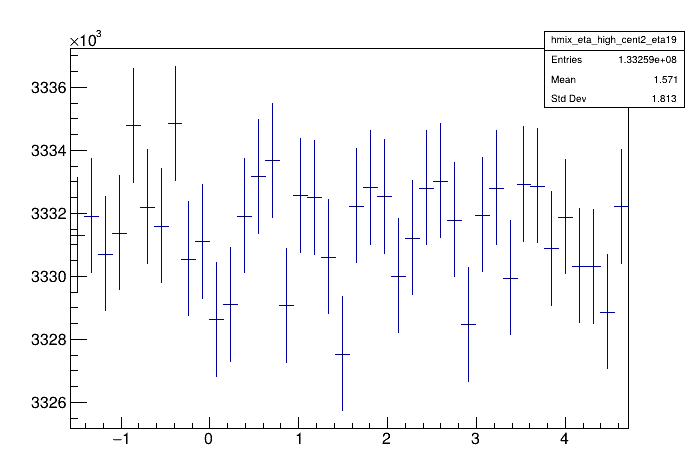 ×10³
hmix_eta_high_cent2_eta19
Entries 1.33259e+08
Mean 1.571
Std Dev 1.813
3336
3334
3332
3330
3328
3326
−1 0 1 2 3 4